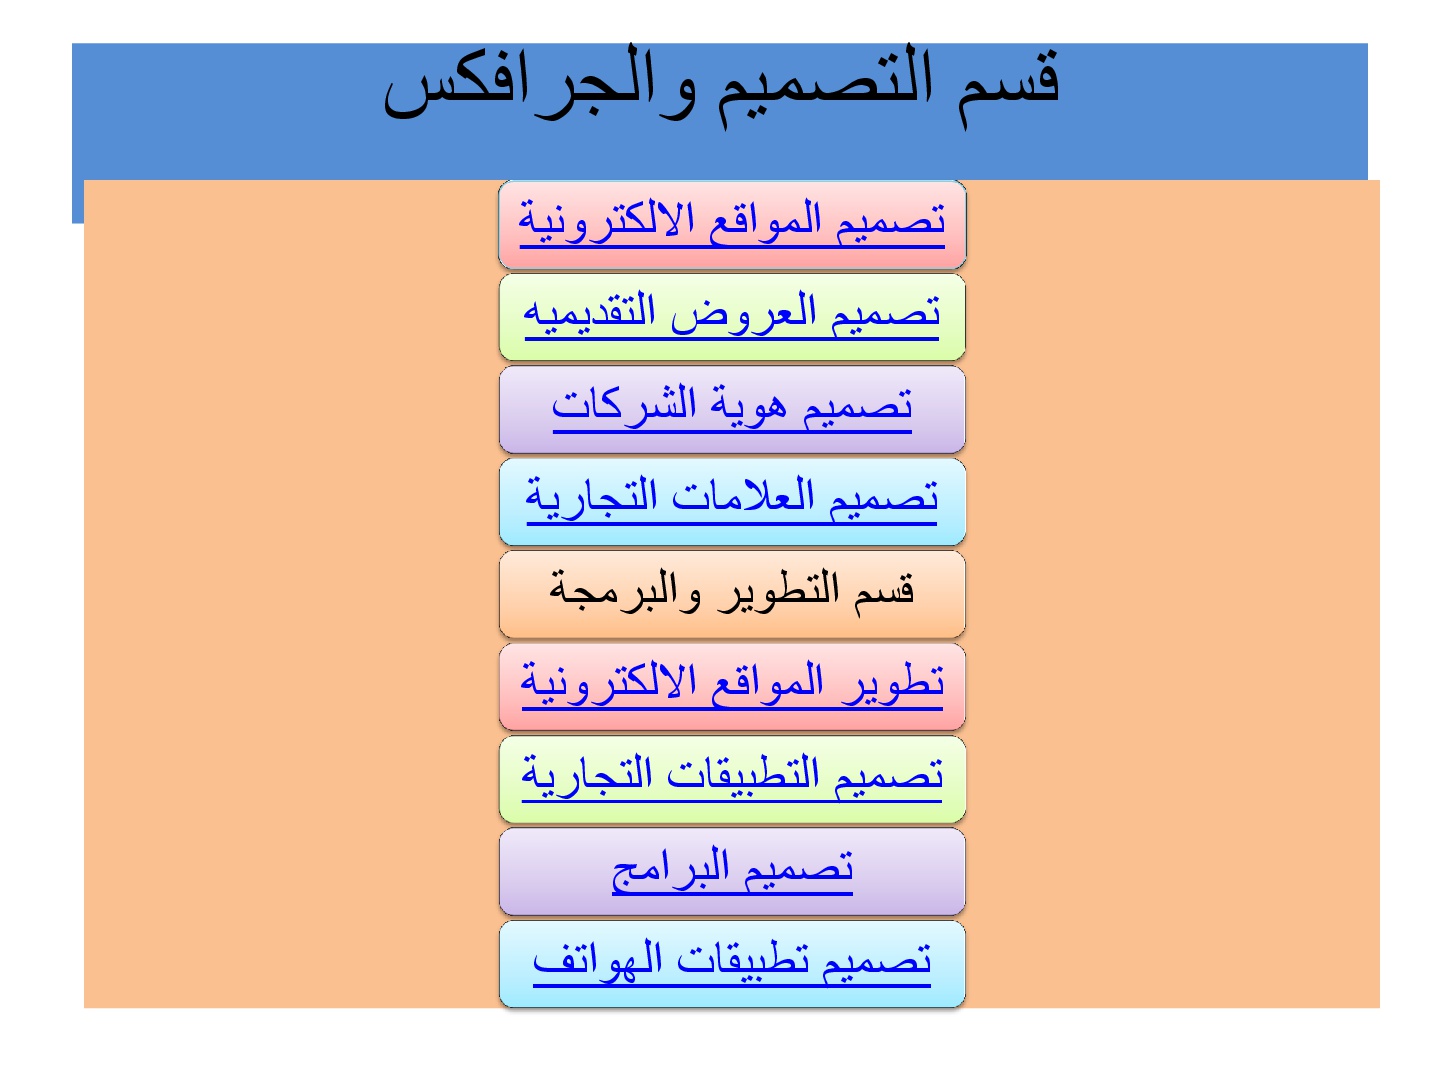 قسم التصميم والجرافكس
تصميم المواقع الالكترونية
تصميم العروض التقديميه
تصميم هوية الشركات
تصميم العلامات التجارية
قسم التطوير والبرمجة
تطوير المواقع الالكترونية
تصميم التطبيقات التجارية
تصميم البرامج
تصميم تطبيقات الهواتف